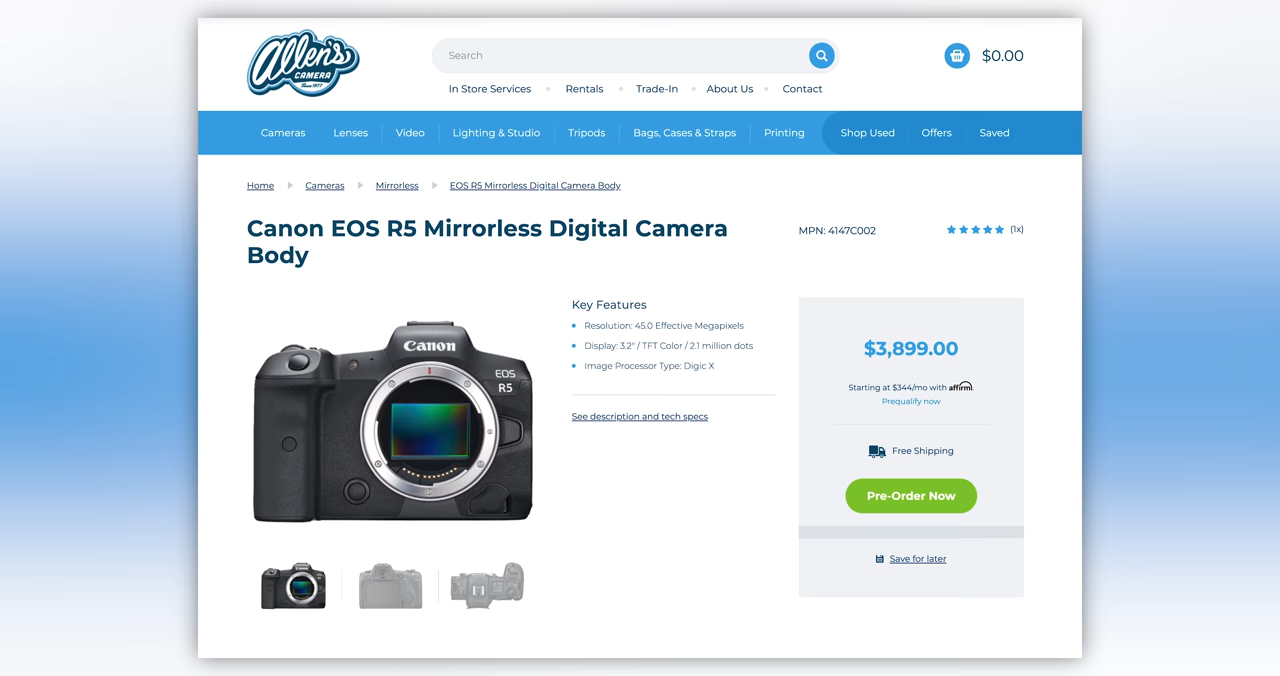 Allen's
CAMERA
Since 1977
Search
$0.00
In Store Services
Rentals
Trade-In
About Us
Contact
Cameras
Lenses
Video
Lighting & Studio
Tripods
Bags, Cases & Straps
Printing
Shop Used
Offers
Saved
Home
Cameras
Mirrorless
EOS R5 Mirrorless Digital Camera Body
Canon EOS R5 Mirrorless Digital Camera
Body
MPN: 4147C002
(1x)
Canon
EOS
R5
Key Features
Resolution: 45.0 Effective Megapixels
Display: 3.2" / TFT Color / 2.1 million dots
Image Processor Type: Digic X
See description and tech specs
$3,899.00
Starting at $344/mo with affirm.
Prequalify now
Free Shipping
Pre-Order Now
Save for later